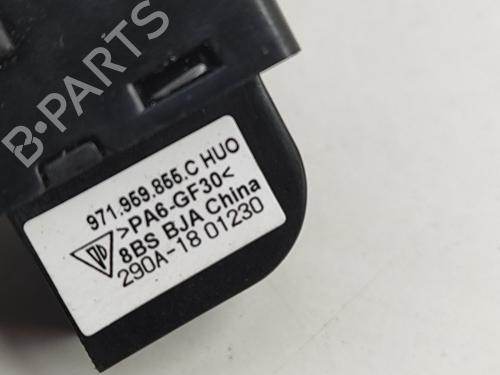 B-PARTS
971.959.855.C HUO
>PA6-GF30<
8BS BJA China
290A-18 01230